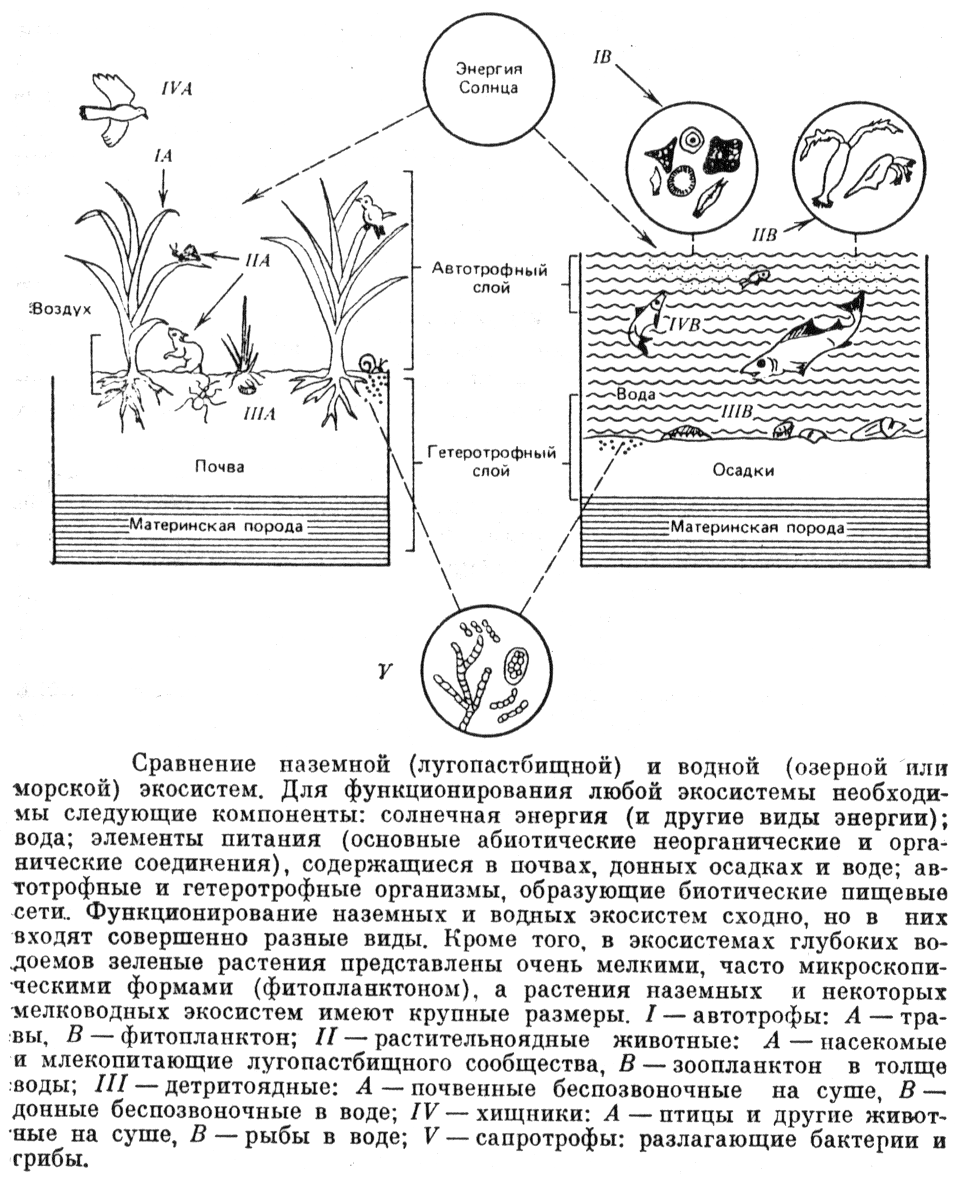 Энергия
Солнца
IB
IVA
IA
IIB
IIA
Автотрофный
слой
Воздух
IVB
Вода
IIIA
IIIB
Гетеротрофный
слой
Почва
Осадки
Материнская порода
Материнская порода
V
Сравнение наземной (лугопастбищной) и водной (озерной или
морской) экосистем. Для функционирования любой экосистемы необходи-
мы следующие компоненты: солнечная энергия (и другие виды энергии);
вода; элементы питания (основные абиотические неорганические и орга-
нические соединения), содержащиеся в почвах, донных осадках и воде; ав-
тотрофные и гетеротрофные организмы, образующие биотические пищевые
сети. Функционирование наземных и водных экосистем сходно, но в них
входят совершенно разные виды. Кроме того, в экосистемах глубоких во-
доемов зеленые растения представлены очень мелкими, часто микроскопи-
ческими формами (фитопланктоном), а растения наземных и некоторых
мелководных экосистем имеют крупные размеры. I — автотрофы: A — тра-
вы, B — фитопланктон; II — растительноядные животные: A — насекомые
и млекопитающие лугопастбищного сообщества, B — зоопланктон в толще
воды; III — детритоядные: A — почвенные беспозвоночные на суше, B —
донные беспозвоночные в воде; IV — хищники: A — птицы и другие живот-
ные на суше, B — рыбы в воде; V — сапротрофы: разлагающие бактерии и
грибы.